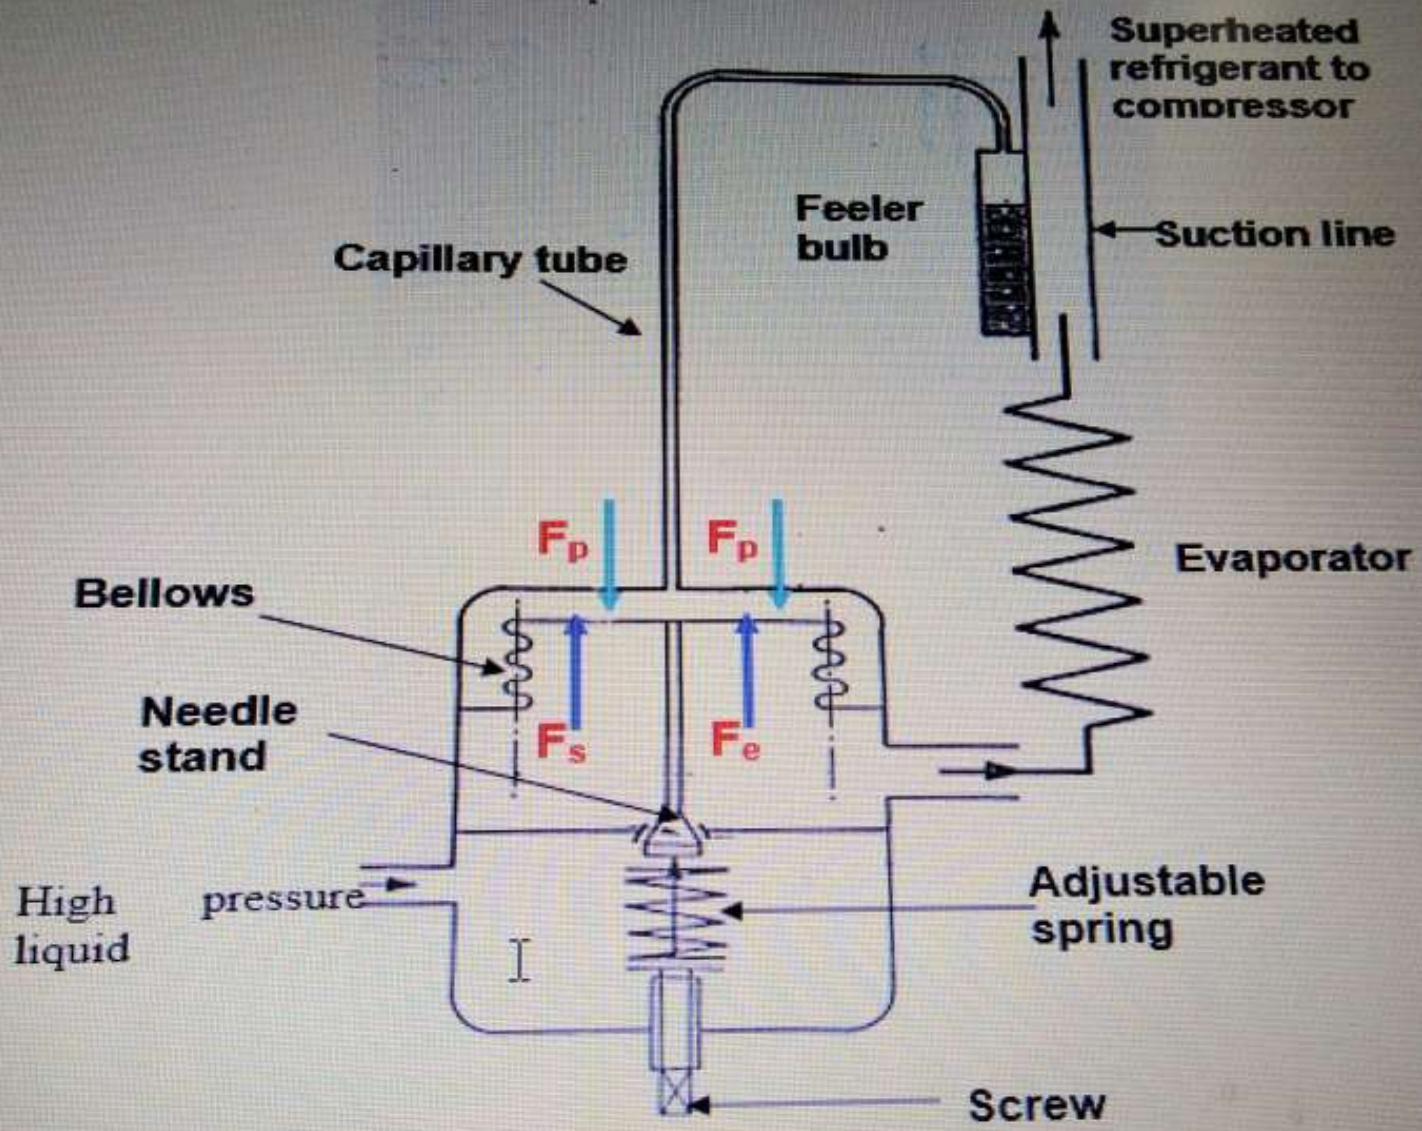 Superheated
refrigerant to
compressor
Feeler
bulb
Suction line
Capillary tube
Fp
Fp
Evaporator
Bellows
Needle
stand
Fs
Fe
High pressure
liquid
Adjustable
spring
Screw